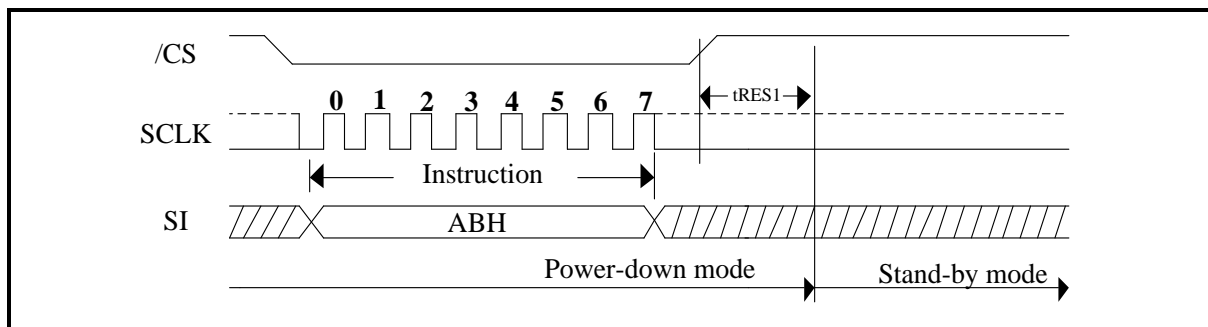 /CS
tRES1
0 1 2 3 4 5 6 7
SCLK
Instruction
SI
ABH
Power-down mode
Stand-by mode